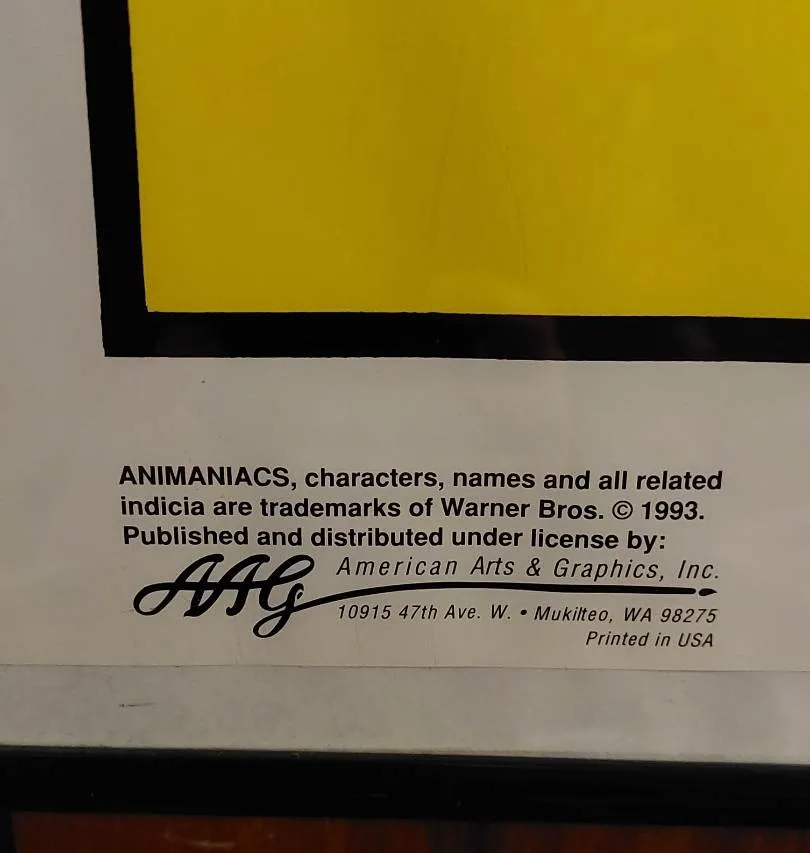 ANIMANIACS, characters, names and all related
indicia are trademarks of Warner Bros. © 1993.
Published and distributed under license by:
AAG American Arts & Graphics, Inc.
10915 47th Ave. W. • Mukilteo, WA 98275
Printed in USA